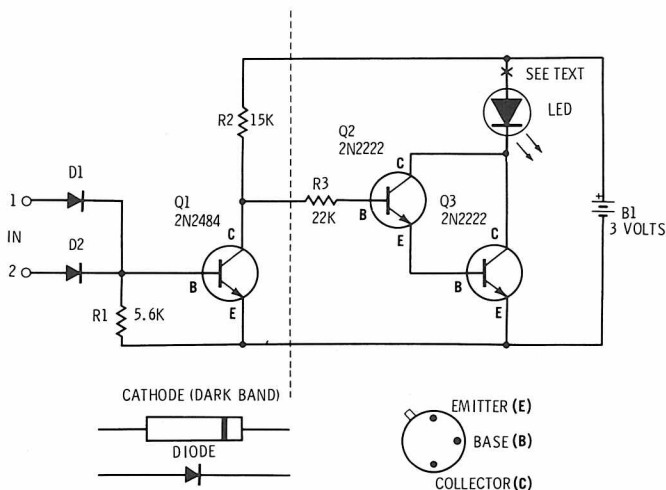 SEE TEXT
LED
R2
15K
Q2
2N2222
D1
Q1
2N2484
C
R3
22K
Q3
2N2222
1
C
B
E
C
+
B1
3 VOLTS
IN
D2
2
B
B
R1
5.6K
E
E
CATHODE (DARK BAND)
DIODE
EMITTER (E)
BASE (B)
COLLECTOR (C)